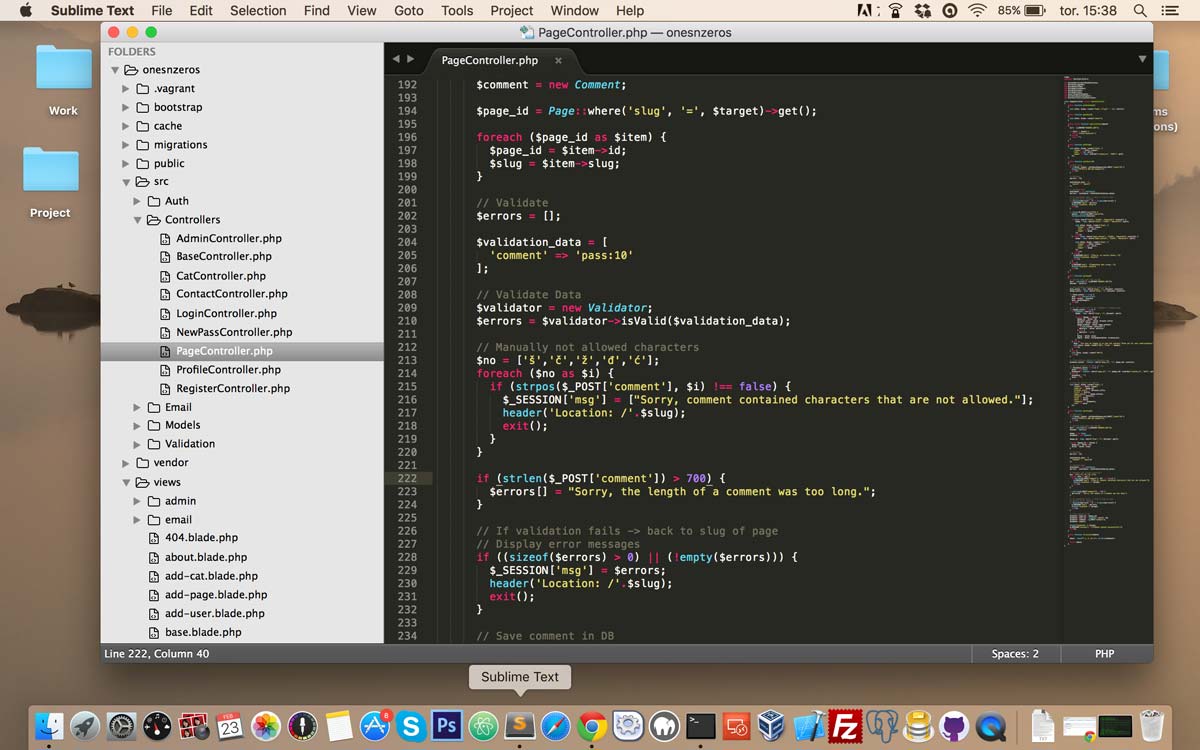 Sublime Text File Edit Selection Find View Goto Tools Project Window Help 85% tor. 15:38
PageController.php — onesnzeros
Work
Project
ms
ons)
FOLDERS
onesnzeros
.vagrant
bootstrap
cache
migrations
public
src
Auth
Controllers
AdminController.php
BaseController.php
CatController.php
ContactController.php
LoginController.php
NewPassController.php
PageController.php
ProfileController.php
RegisterController.php
Email
Models
Validation
vendor
views
admin
email
404.blade.php
about.blade.php
add-cat.blade.php
add-page.blade.php
add-user.blade.php
base.blade.php
PageController.php ×
192 $comment = new Comment;
193
194 $page_id = Page::where('slug', '=', $target)->get();
195
196 foreach ($page_id as $item) {
197 $page_id = $item->id;
198 $slug = $item->slug;
199 }
200
201 // Validate
202 $errors = [];
203
204 $validation_data = [
205 'comment' => 'pass:10'
206 ];
207
208 // Validate Data
209 $validator = new Validator;
210 $errors = $validator->isValid($validation_data);
211
212 // Manually not allowed characters
213 $no = ['š','č','ž','đ','ć'];
214 foreach ($no as $i) {
215 if (strpos($_POST['comment'], $i) !== false) {
216 $_SESSION['msg'] = ["Sorry, comment contained characters that are not allowed."];
217 header('Location: /'.$slug);
218 exit();
219 }
220 }
221
222 if (strlen($_POST['comment']) > 700) {
223 $errors[] = "Sorry, the length of a comment was too long.";
224 }
225
226 // If validation fails -> back to slug of page
227 // Display error messages
228 if ((sizeof($errors) > 0) || (!empty($errors))) {
229 $_SESSION['msg'] = $errors;
230 header('Location: /'.$slug);
231 exit();
232 }
233
234 // Save comment in DB
Line 222, Column 40 Spaces: 2 PHP
Sublime Text
FEB
23
8
S
Ps
S
>_
Fz
TXT